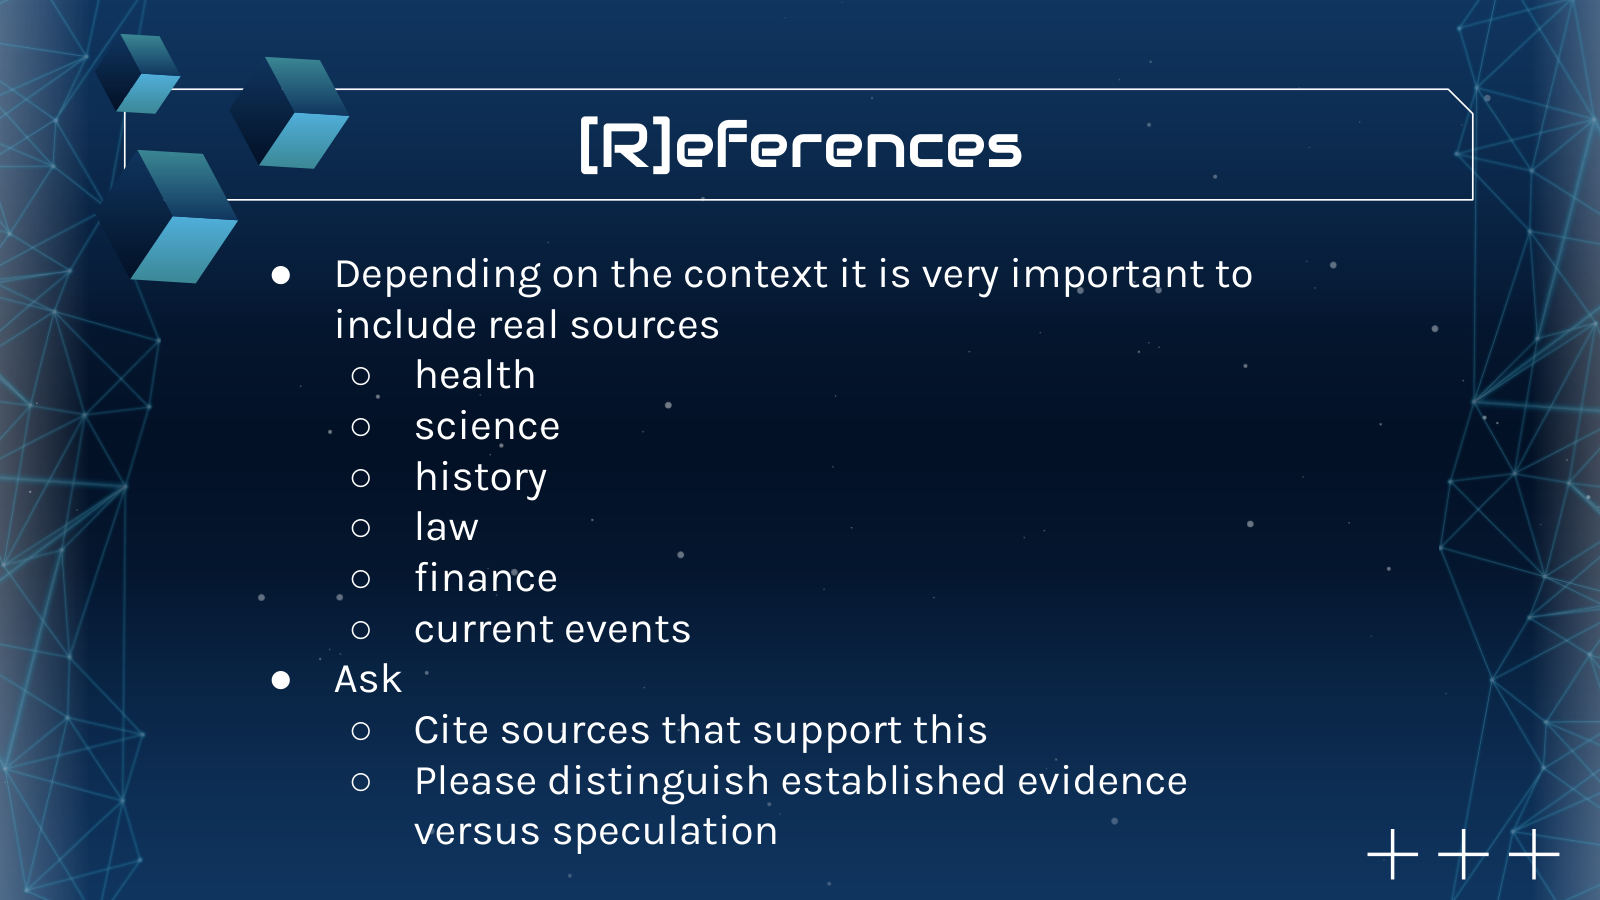 [R]eferences
● Depending on the context it is very important to
include real sources
○ health
○ science
○ history
○ law
○ finance
○ current events
● Ask
○ Cite sources that support this
○ Please distinguish established evidence
versus speculation